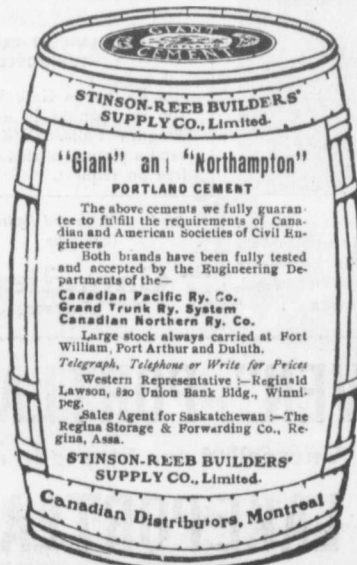 GIANT
CEMENT
STINSON-REEB BUILDERS'
SUPPLY CO., Limited.
"Giant" an "Northampton"
PORTLAND CEMENT
The above cements we fully guaran-
tee to fulfill the requirements of Cana-
dian and American Societies of Civil En-
gineers
Both brands have been fully tested
and accepted by the Engineering De-
partments of the—
Canadian Pacific Ry. Co.
Grand Trunk Ry. System
Canadian Northern Ry. Co.
Large stock always carried at Fort
William, Port Arthur and Duluth.
Telegraph, Telephone or Write for Prices
Western Representative :—Reginald
Lawson, 820 Union Bank Bldg., Winni-
peg.
Sales Agent for Saskatchewan :—The
Regina Storage & Forwarding Co., Re-
gina, Assa.
STINSON-REEB BUILDERS'
SUPPLY CO., Limited.
Canadian Distributors, Montreal